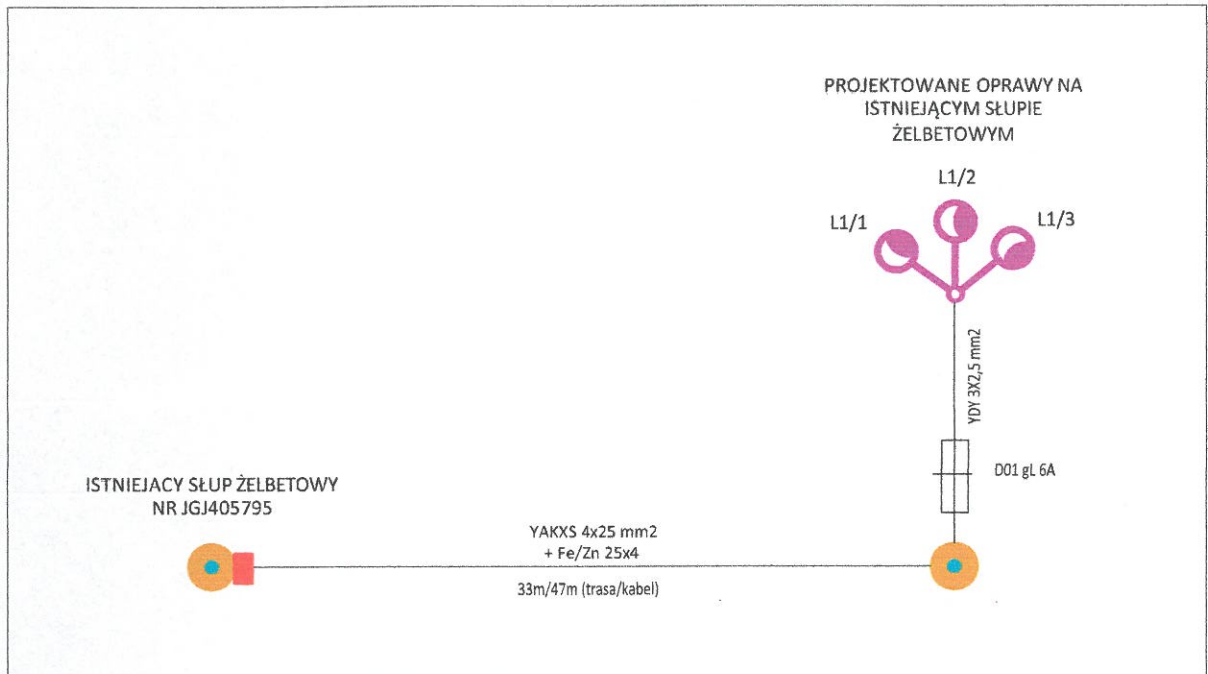 PROJEKTOWANE OPRAWY NA
ISTNIEJĄCYM SŁUPIE
ŻELBETOWYM
L1/2
L1/1
L1/3
YDY 3X2,5 mm2
D01 gL 6A
ISTNIEJACY SŁUP ŻELBETOWY
NR JGJ405795
YAKXS 4x25 mm2
+ Fe/Zn 25x4
33m/47m (trasa/kabel)